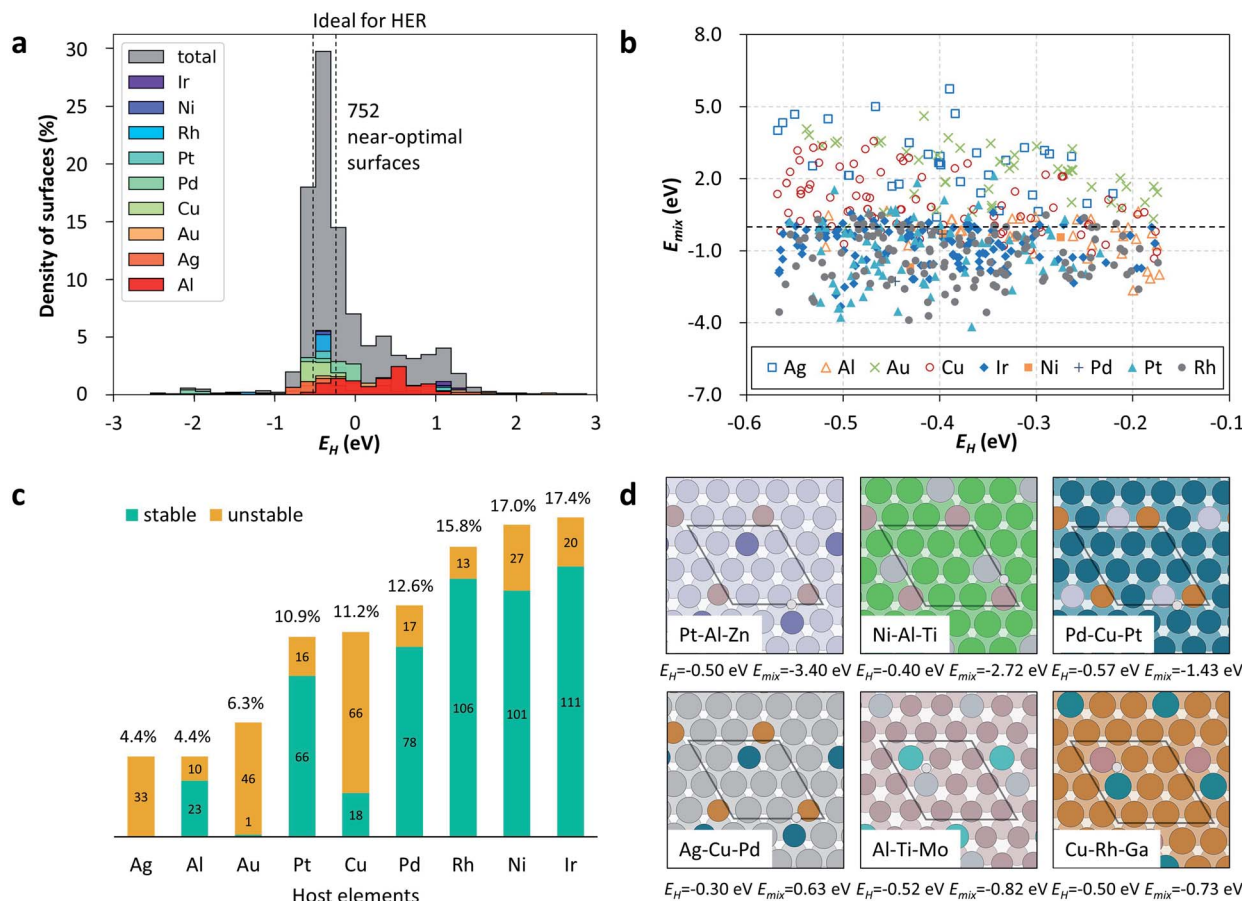 a
Ideal for HER
30
25
20
15
10
5
0
Density of surfaces (%)
total
Ir
Ni
Rh
Pt
Pd
Cu
Au
Ag
Al
752
near-optimal
surfaces
-3 -2 -1 0 1 2 3
E_H (eV)
b
8.0
5.0
2.0
-1.0
-4.0
-7.0
E_mix (eV)
Ag Al Au Cu Ir Ni Pd Pt Rh
-0.6 -0.5 -0.4 -0.3 -0.2 -0.1
E_H (eV)
c
stable unstable
4.4% 4.4% 6.3% 10.9% 11.2% 12.6% 15.8% 17.0% 17.4%
33 10 46 16 66 17 13 27 20
23 1 66 18 78 106 101 111
Ag Al Au Pt Cu Pd Rh Ni Ir
Host elements
d
Pt-Al-Zn
E_H=-0.50 eV E_mix=-3.40 eV
Ni-Al-Ti
E_H=-0.40 eV E_mix=-2.72 eV
Pd-Cu-Pt
E_H=-0.57 eV E_mix=-1.43 eV
Ag-Cu-Pd
E_H=-0.30 eV E_mix=0.63 eV
Al-Ti-Mo
E_H=-0.52 eV E_mix=-0.82 eV
Cu-Rh-Ga
E_H=-0.50 eV E_mix=-0.73 eV